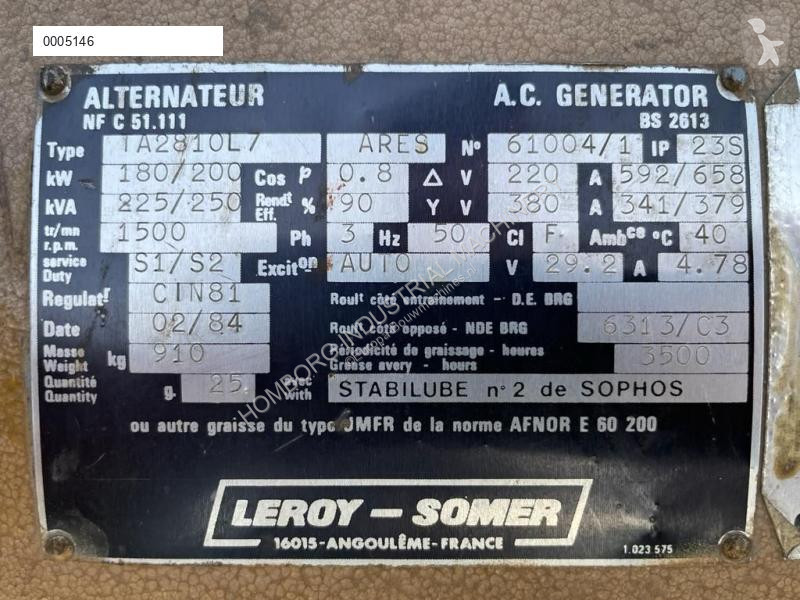 0005146
ALTERNATEUR A.C. GENERATOR
NF C 51.111 BS 2613
Type TA2810L7 ARES N° 61004/1 IP 23S
kW 180/200 Cos ρ 0.8 Δ V 220 A 592/658
kVA 225/250 Rendt Eff. % 90 Y V 380 A 341/379
tr/mn r.p.m. 1500 Ph 3 Hz 50 Cl F. Ambce °C 40
service Duty S1/S2 Exciton AUTO V 29.2 A 4.78
Regulatr CIN81 Roult côté entraînement - D.E. BRG
Date 02/84 Roult côté opposé - NDE BRG 6313/C3
Masse Weight kg 910 Périodicité de graissage - heures 3500
Grease every - hours
Quantité Quantity g. 25 avec With STABILUBE n°2 de SOPHOS
ou autre graisse du type JMFR de la norme AFNOR E 60 200
LEROY - SOMER
16015-ANGOULÊME-FRANCE
1.023 575